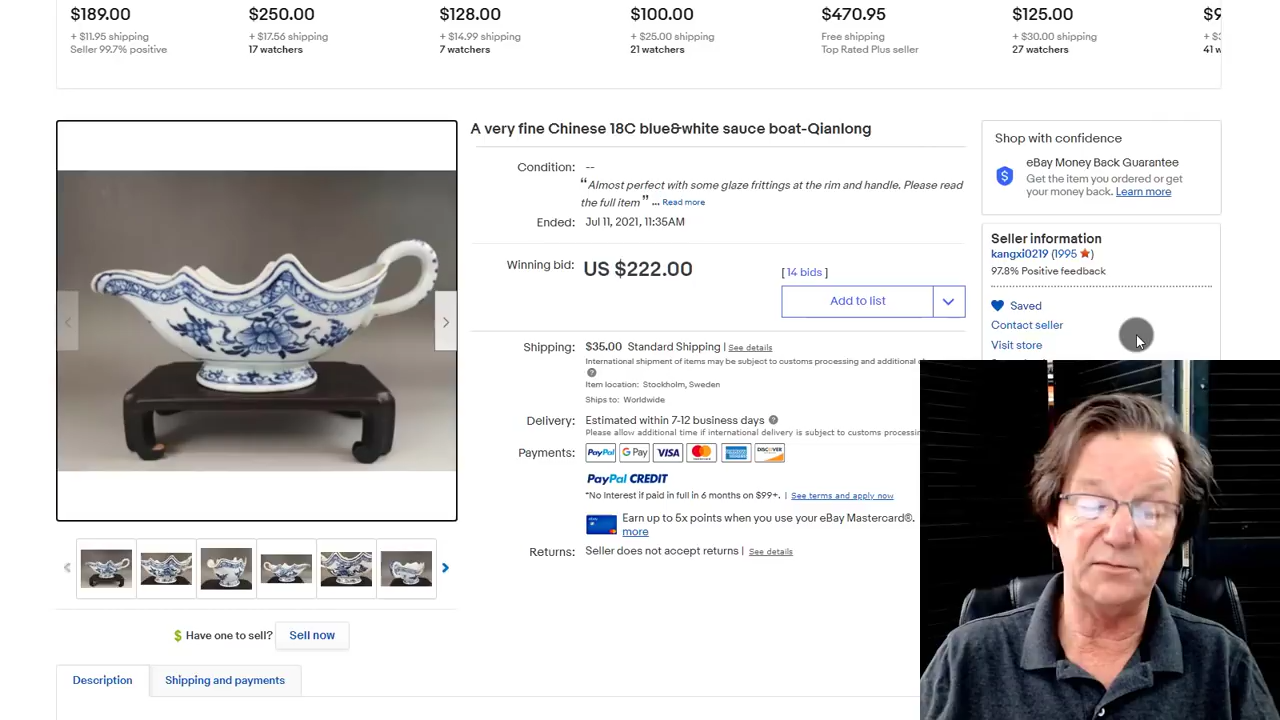 $189.00
$250.00
$128.00
$100.00
$470.95
$125.00
+ $11.95 shipping
+ $17.56 shipping
+ $14.99 shipping
+ $25.00 shipping
Free shipping
+ $30.00 shipping
Seller 99.7% positive
17 watchers
7 watchers
21 watchers
Top Rated Plus seller
27 watchers
A very fine Chinese 18C blue&white sauce boat-Qianlong
Condition: --
“Almost perfect with some glaze frittings at the rim and handle. Please read
the full item” ... Read more
Ended: Jul 11, 2021, 11:35AM
Winning bid: US $222.00
[ 14 bids ]
Add to list
Shipping: $35.00 Standard Shipping | See details
International shipment of items may be subject to customs processing and additional
Item location: Stockholm, Sweden
Ships to: Worldwide
Delivery: Estimated within 7-12 business days
Please allow additional time if international delivery is subject to customs
Payments: PayPal G Pay VISA MasterCard AMERICAN EXPRESS DISCOVER
PayPal CREDIT
*No Interest if paid in full in 6 months on $99+. | See terms and apply now
Earn up to 5x points when you use your eBay Mastercard®.
more
Returns: Seller does not accept returns | See details
Shop with confidence
eBay Money Back Guarantee
Get the item you ordered or get
your money back. Learn more
Seller information
kangxi0219 (1995)
97.8% Positive feedback
Saved
Contact seller
Visit store
Have one to sell? Sell now
Description
Shipping and payments